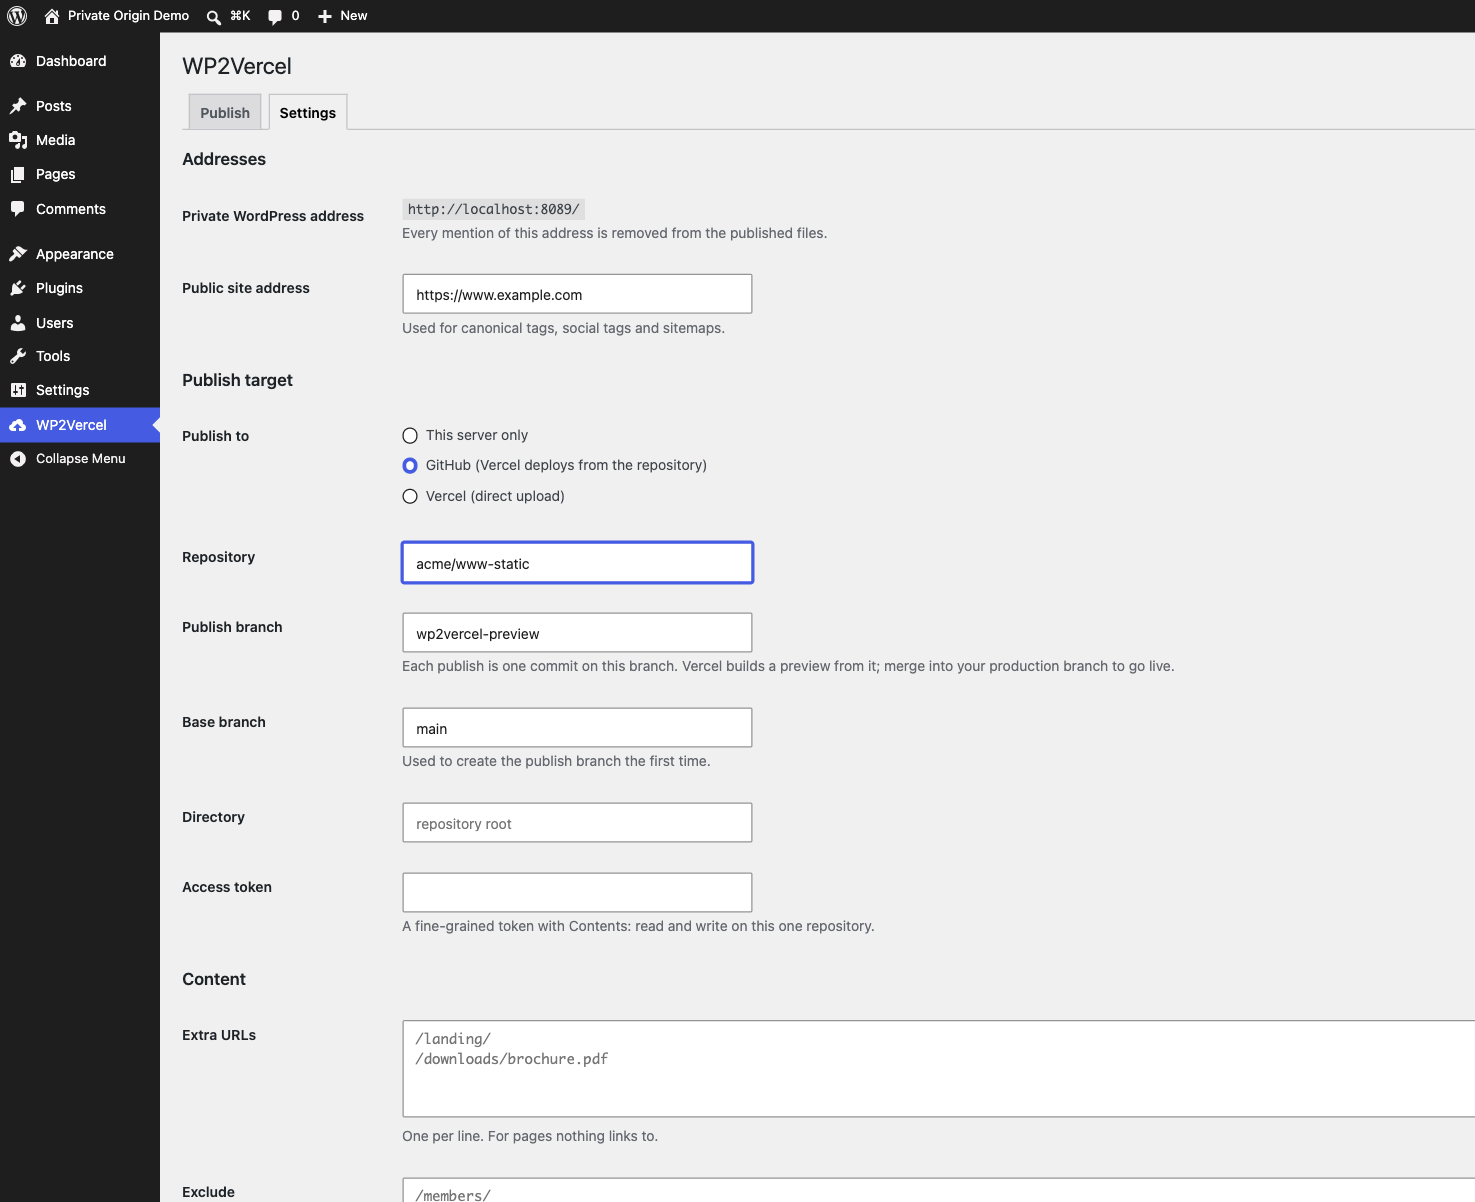 Private Origin Demo ⌘K 0 New
Dashboard
Posts
Media
Pages
Comments
Appearance
Plugins
Users
Tools
Settings
WP2Vercel
Collapse Menu
WP2Vercel
Publish Settings
Addresses
Private WordPress address
http://localhost:8089/
Every mention of this address is removed from the published files.
Public site address
https://www.example.com
Used for canonical tags, social tags and sitemaps.
Publish target
Publish to
This server only
GitHub (Vercel deploys from the repository)
Vercel (direct upload)
Repository
acme/www-static
Publish branch
wp2vercel-preview
Each publish is one commit on this branch. Vercel builds a preview from it; merge into your production branch to go live.
Base branch
main
Used to create the publish branch the first time.
Directory
repository root
Access token
A fine-grained token with Contents: read and write on this one repository.
Content
Extra URLs
/landing/
/downloads/brochure.pdf
One per line. For pages nothing links to.
Exclude
/members/